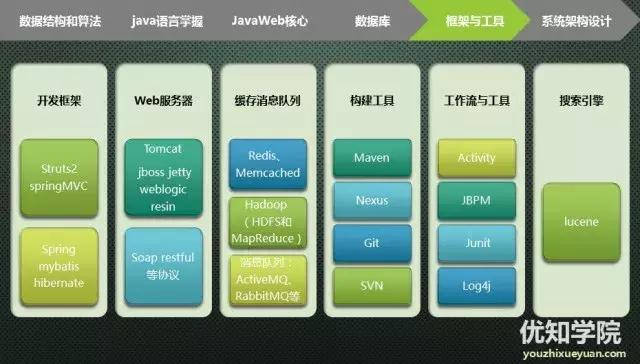 数据结构和算法
java语言掌握
JavaWeb核心
数据库
框架与工具
系统架构设计
开发框架
Struts2
springMVC
Spring
mybatis
hibernate
Web服务器
Tomcat
jboss jetty
weblogic
resin
Soap restful
等协议
缓存消息队列
Redis、
Memcached
Hadoop
（HDFS和
MapReduce）
消息队列：
ActiveMQ、
RabbitMQ等
构建工具
Maven
Nexus
Git
SVN
工作流与工具
Activity
JBPM
Junit
Log4j
搜索引擎
lucene
优知学院
youzhixueyuan.com